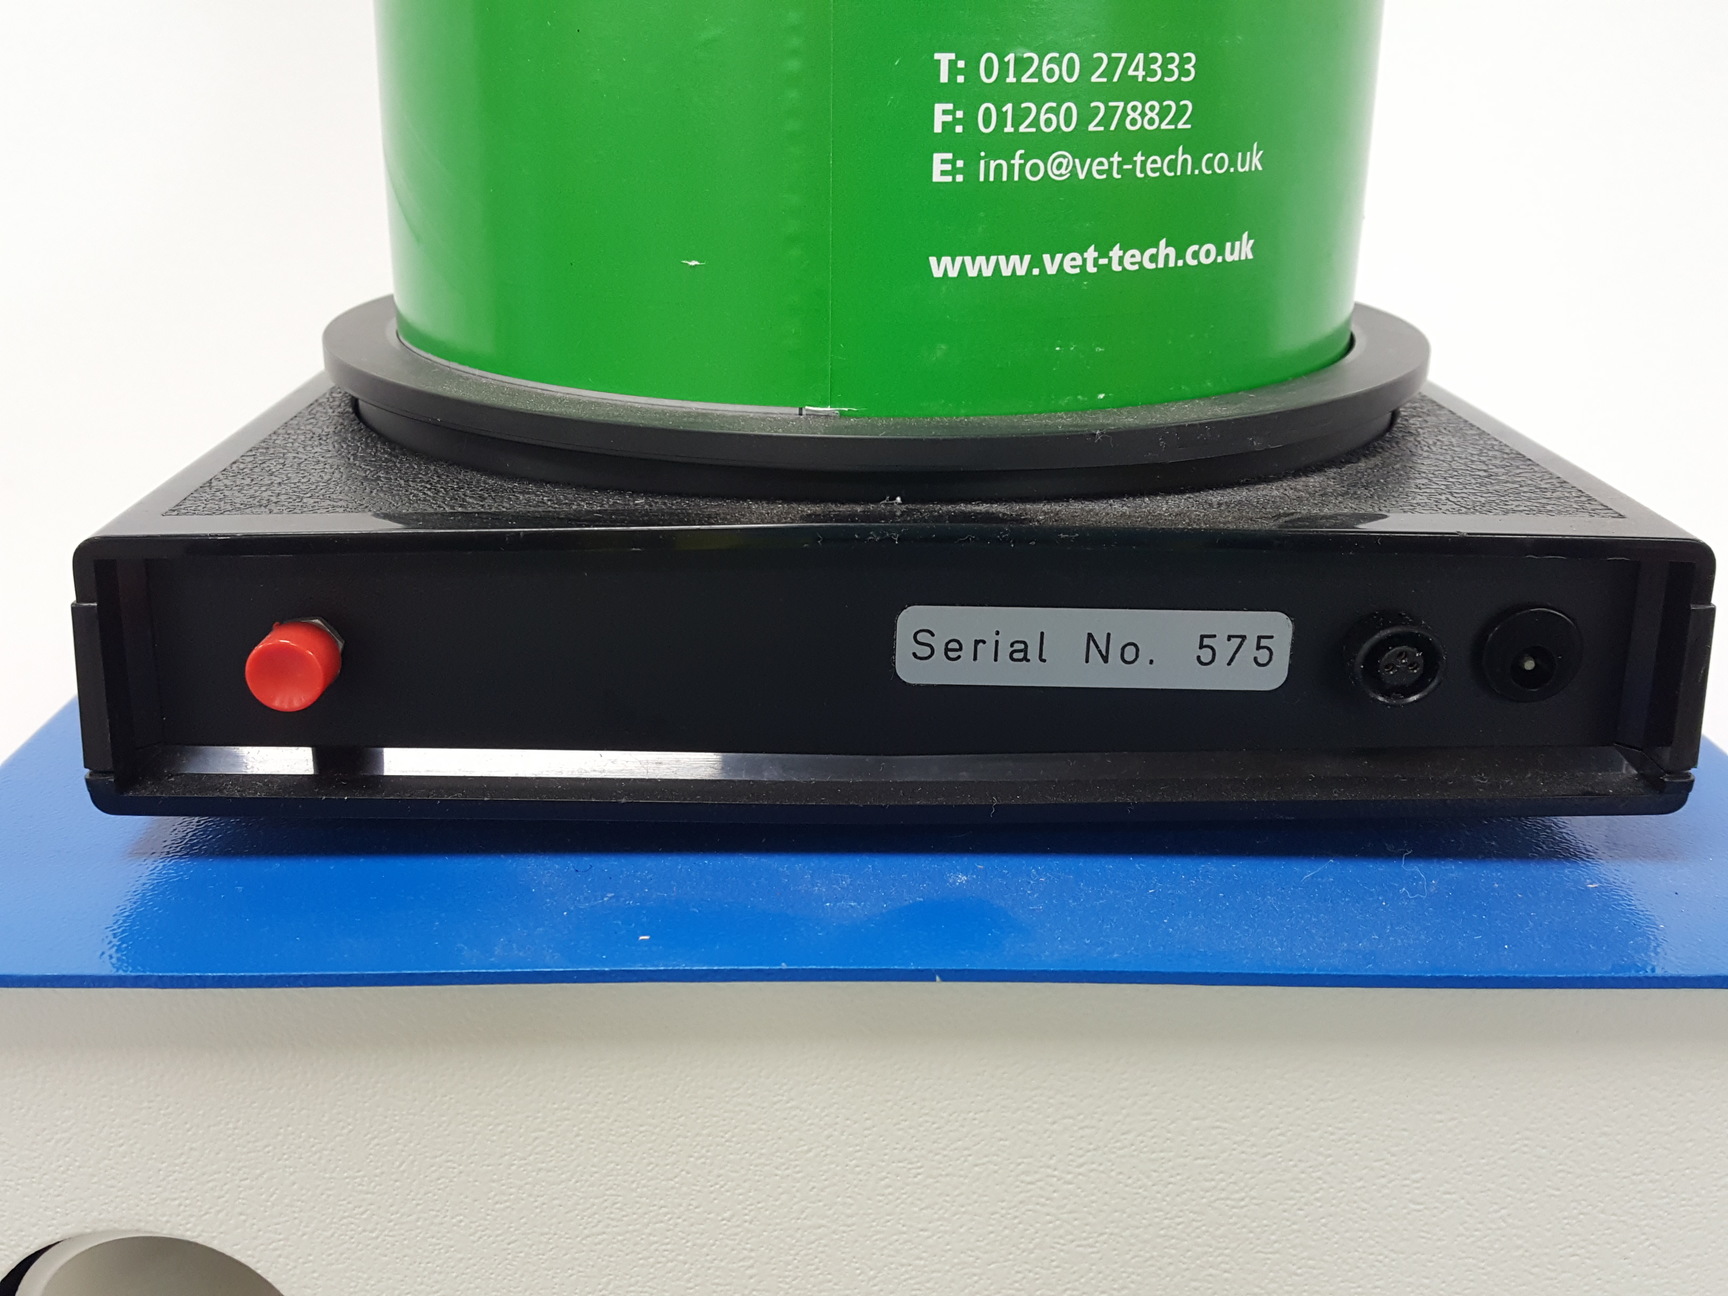 T: 01260 274333
F: 01260 278822
E: info@vet-tech.co.uk
www.vet-tech.co.uk
Serial No. 575